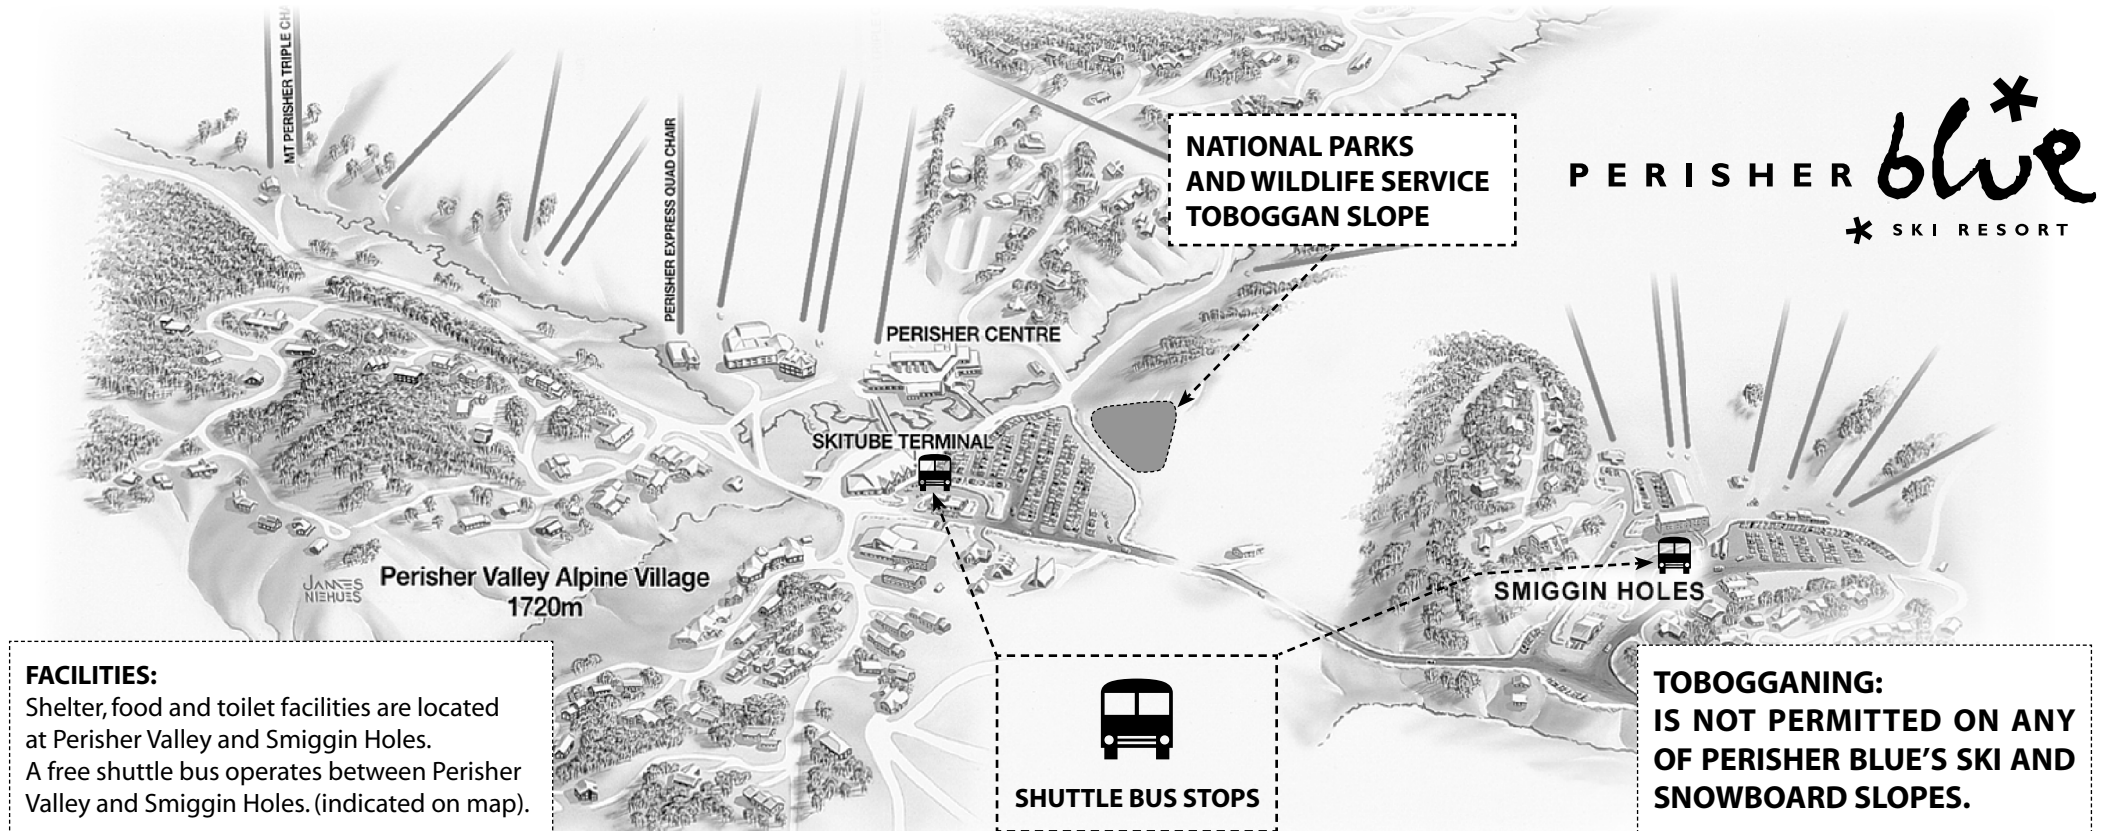 MT PERISHER TRIPLE
PERISHER EXPRESS QUAD CHAIR
NATIONAL PARKS
AND WILDLIFE SERVICE
TOBOGGAN SLOPE
PERISHER blue
SKI RESORT
PERISHER CENTRE
SKITUBE TERMINAL
Perisher Valley Alpine Village
1720m
JAMES
NIEHUES
SMIGGIN HOLES
FACILITIES:
Shelter, food and toilet facilities are located
at Perisher Valley and Smiggin Holes.
A free shuttle bus operates between Perisher
Valley and Smiggin Holes. (indicated on map).
SHUTTLE BUS STOPS
TOBOGGANING:
IS NOT PERMITTED ON ANY
OF PERISHER BLUE'S SKI AND
SNOWBOARD SLOPES.